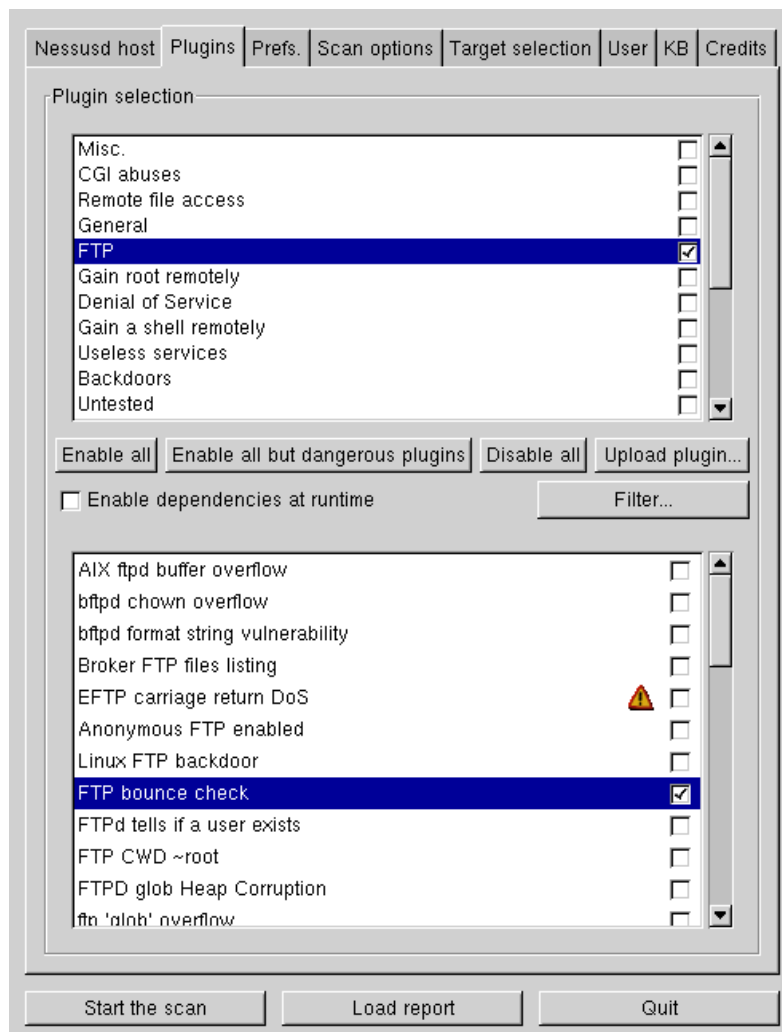 Nessusd host Plugins Prefs. Scan options Target selection User KB Credits
Plugin selection
Misc.
CGI abuses
Remote file access
General
FTP
Gain root remotely
Denial of Service
Gain a shell remotely
Useless services
Backdoors
Untested
Enable all Enable all but dangerous plugins Disable all Upload plugin...
Enable dependencies at runtime Filter...
AIX ftpd buffer overflow
bftpd chown overflow
bftpd format string vulnerability
Broker FTP files listing
EFTP carriage return DoS
Anonymous FTP enabled
Linux FTP backdoor
FTP bounce check
FTPd tells if a user exists
FTP CWD ~root
FTPD glob Heap Corruption
ftp 'glob' overflow
Start the scan Load report Quit